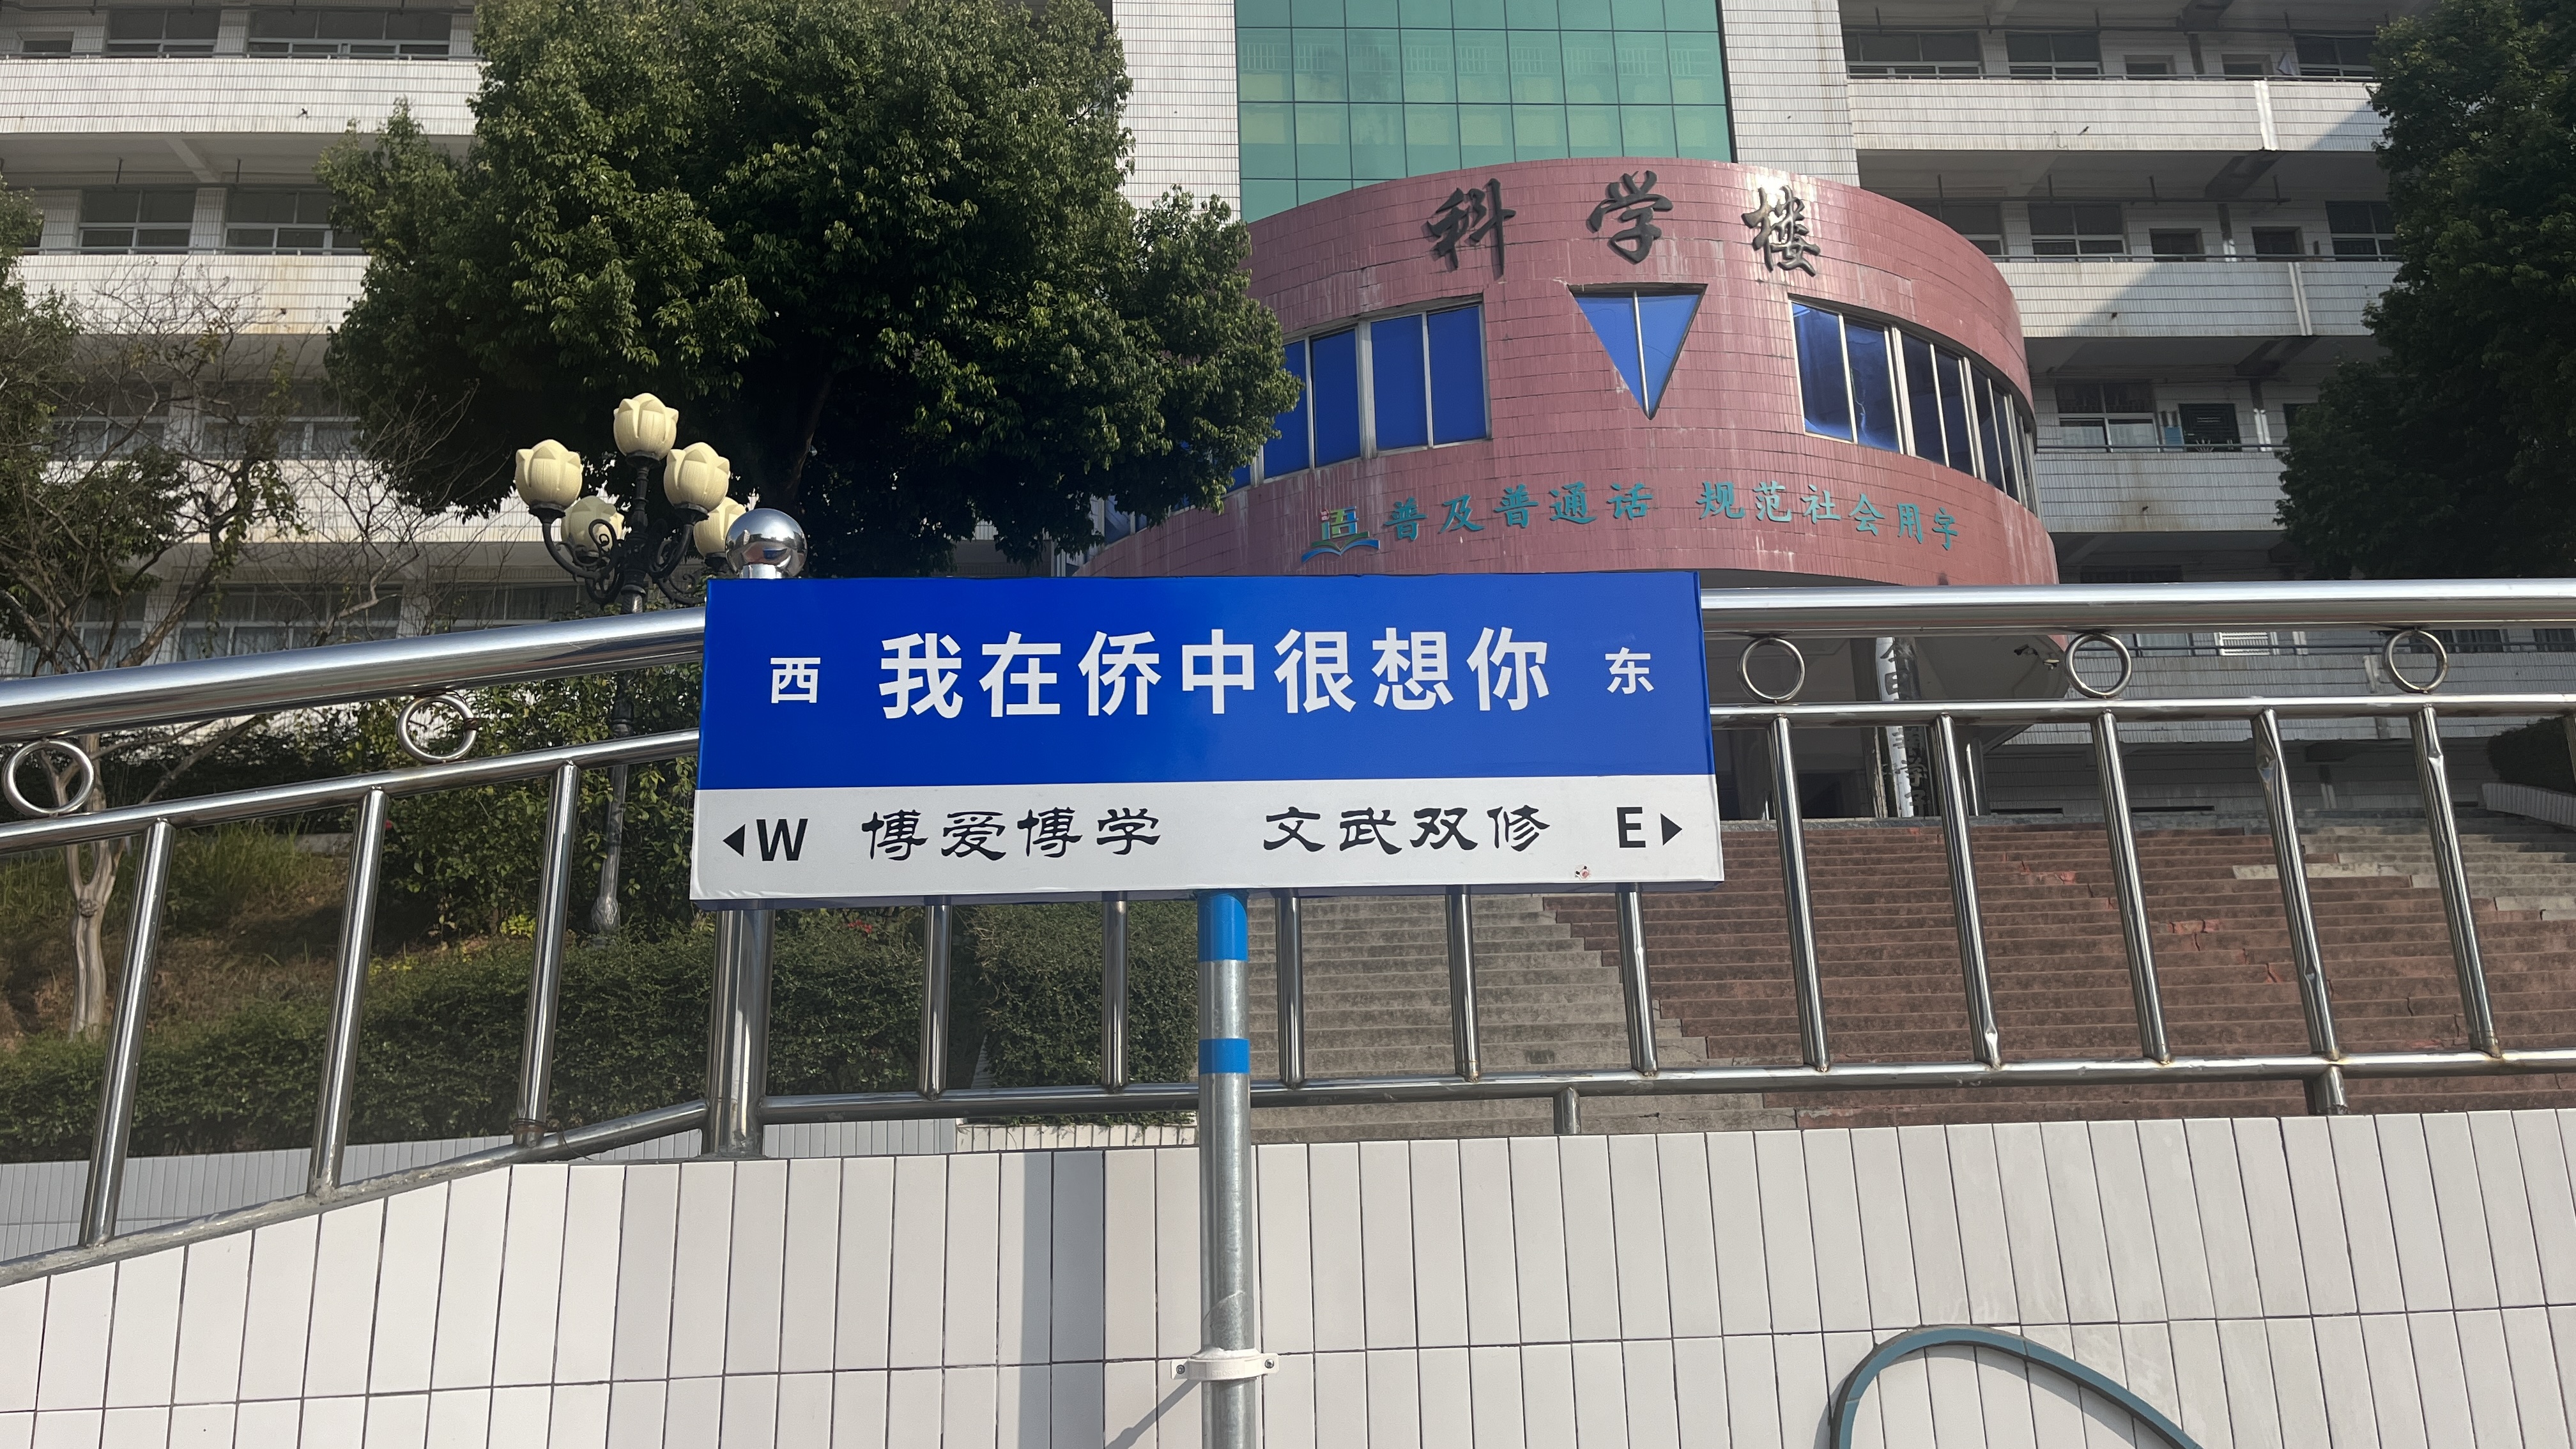 科学楼
语 普及普通话 规范社会用字
西 我在侨中很想你 东
W 博爱博学 文武双修 E